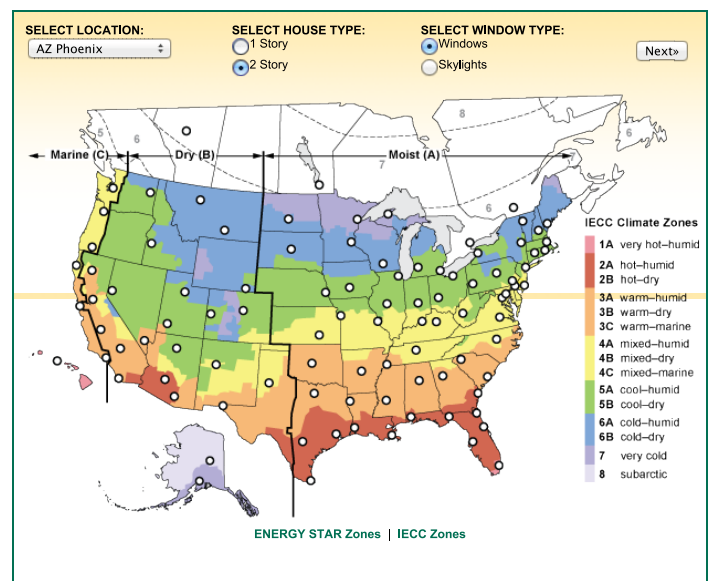 SELECT LOCATION:
SELECT HOUSE TYPE:
SELECT WINDOW TYPE:
AZ Phoenix
1 Story
2 Story
Windows
Skylights
Next»
8
5
6
6
Marine (C)
Dry (B)
Moist (A)
7
7
6
IECC Climate Zones
1A very hot–humid
2A hot–humid
2B hot–dry
3A warm–humid
3B warm–dry
3C warm–marine
4A mixed–humid
4B mixed–dry
4C mixed–marine
5A cool–humid
5B cool–dry
6A cold–humid
6B cold–dry
7 very cold
8 subarctic
ENERGY STAR Zones | IECC Zones